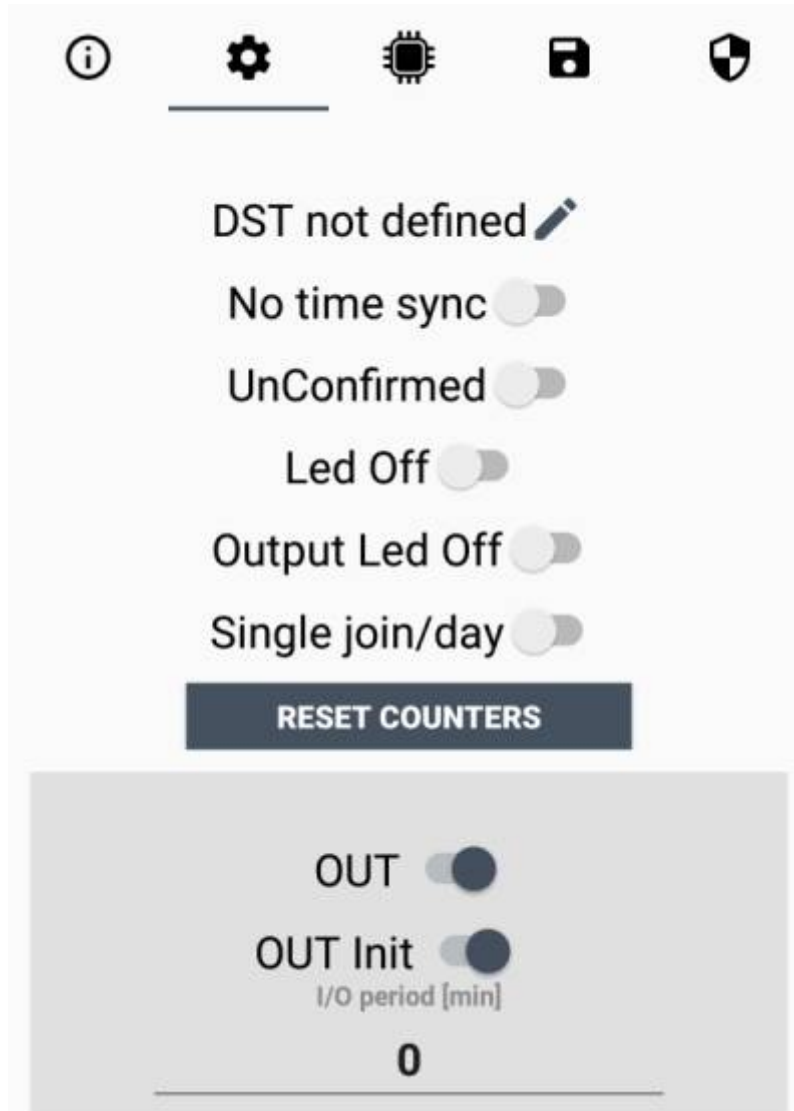 DST not defined
No time sync
UnConfirmed
Led Off
Output Led Off
Single join/day
RESET COUNTERS
OUT
OUT Init
I/O period [min]
0